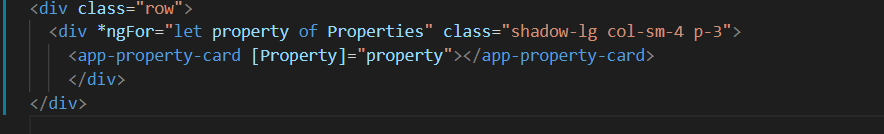 <div class="row">
<div *ngFor="let property of Properties" class="shadow-lg col-sm-4 p-3">
<app-property-card [Property]="property"></app-property-card>
</div>
</div>